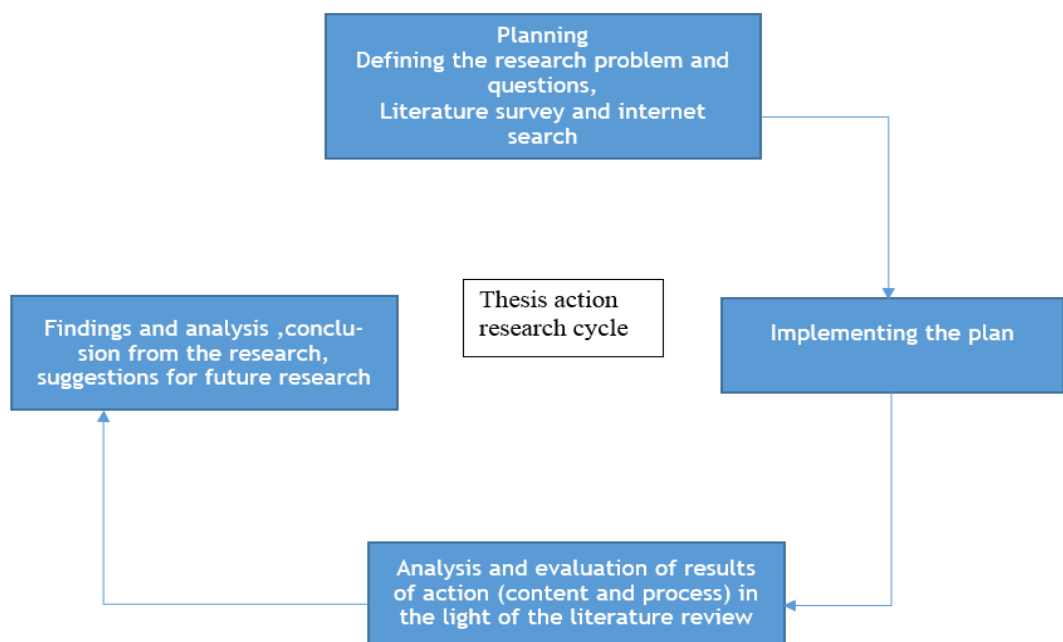 Planning
Defining the research problem and
questions,
Literature survey and internet
search
Thesis action
research cycle
Implementing the plan
Findings and analysis ,conclu-
sion from the research,
suggestions for future research
Analysis and evaluation of results
of action (content and process) in
the light of the literature review